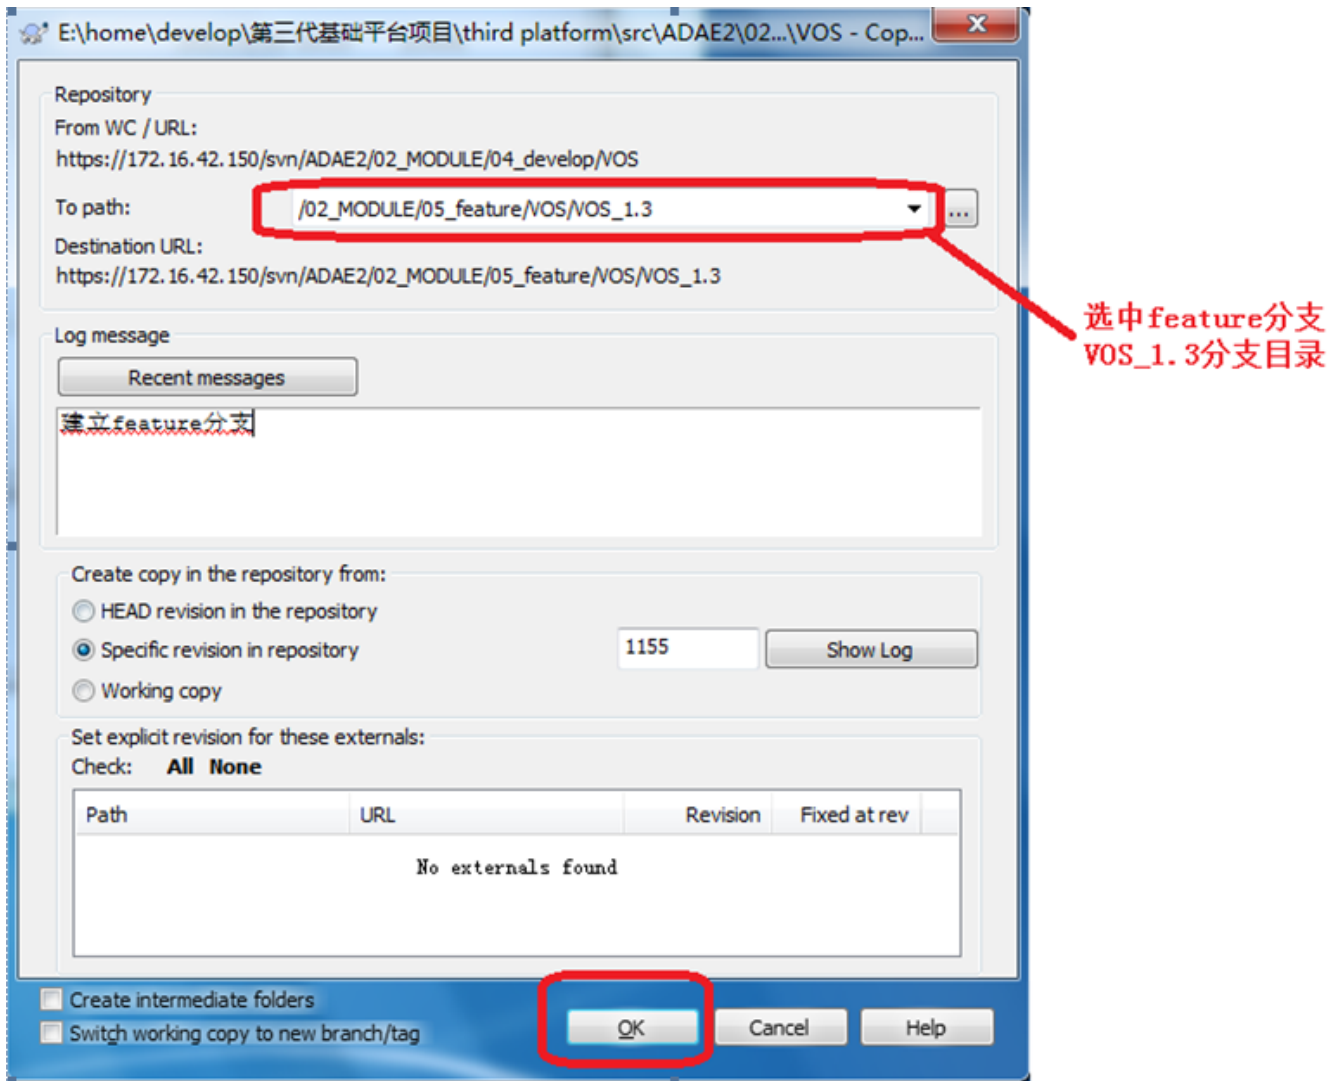 E:\home\develop\第三代基础平台项目\third platform\src\ADAE2\02...\VOS - Cop...
Repository
From WC / URL:
https://172.16.42.150/svn/ADAE2/02_MODULE/04_develop/VOS
To path:
/02_MODULE/05_feature/VOS/VOS_1.3
...
Destination URL:
https://172.16.42.150/svn/ADAE2/02_MODULE/05_feature/VOS/VOS_1.3
选中feature分支
VOS_1.3分支目录
Log message
Recent messages
建立feature分支
Create copy in the repository from:
HEAD revision in the repository
Specific revision in repository 1155 Show Log
Working copy
Set explicit revision for these externals:
Check: All None
Path URL Revision Fixed at rev
No externals found
Create intermediate folders
Switch working copy to new branch/tag
OK Cancel Help